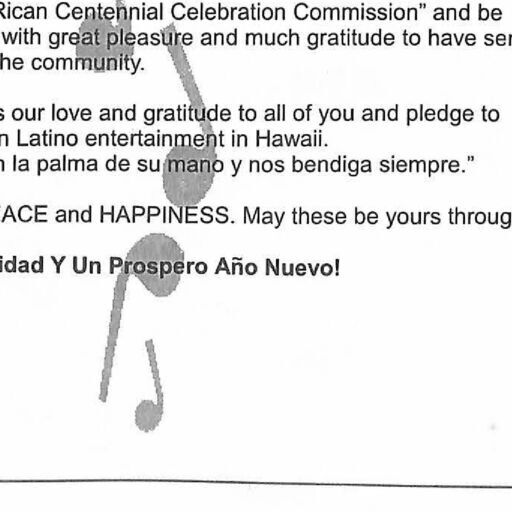 Rican Centennial Celebration Commission” and be
with great pleasure and much gratitude to have ser
he community.
s our love and gratitude to all of you and pledge to
n Latino entertainment in Hawaii.
n la palma de su mano y nos bendiga siempre.”
ACE and HAPPINESS. May these be yours throug
idad Y Un Prospero Año Nuevo!